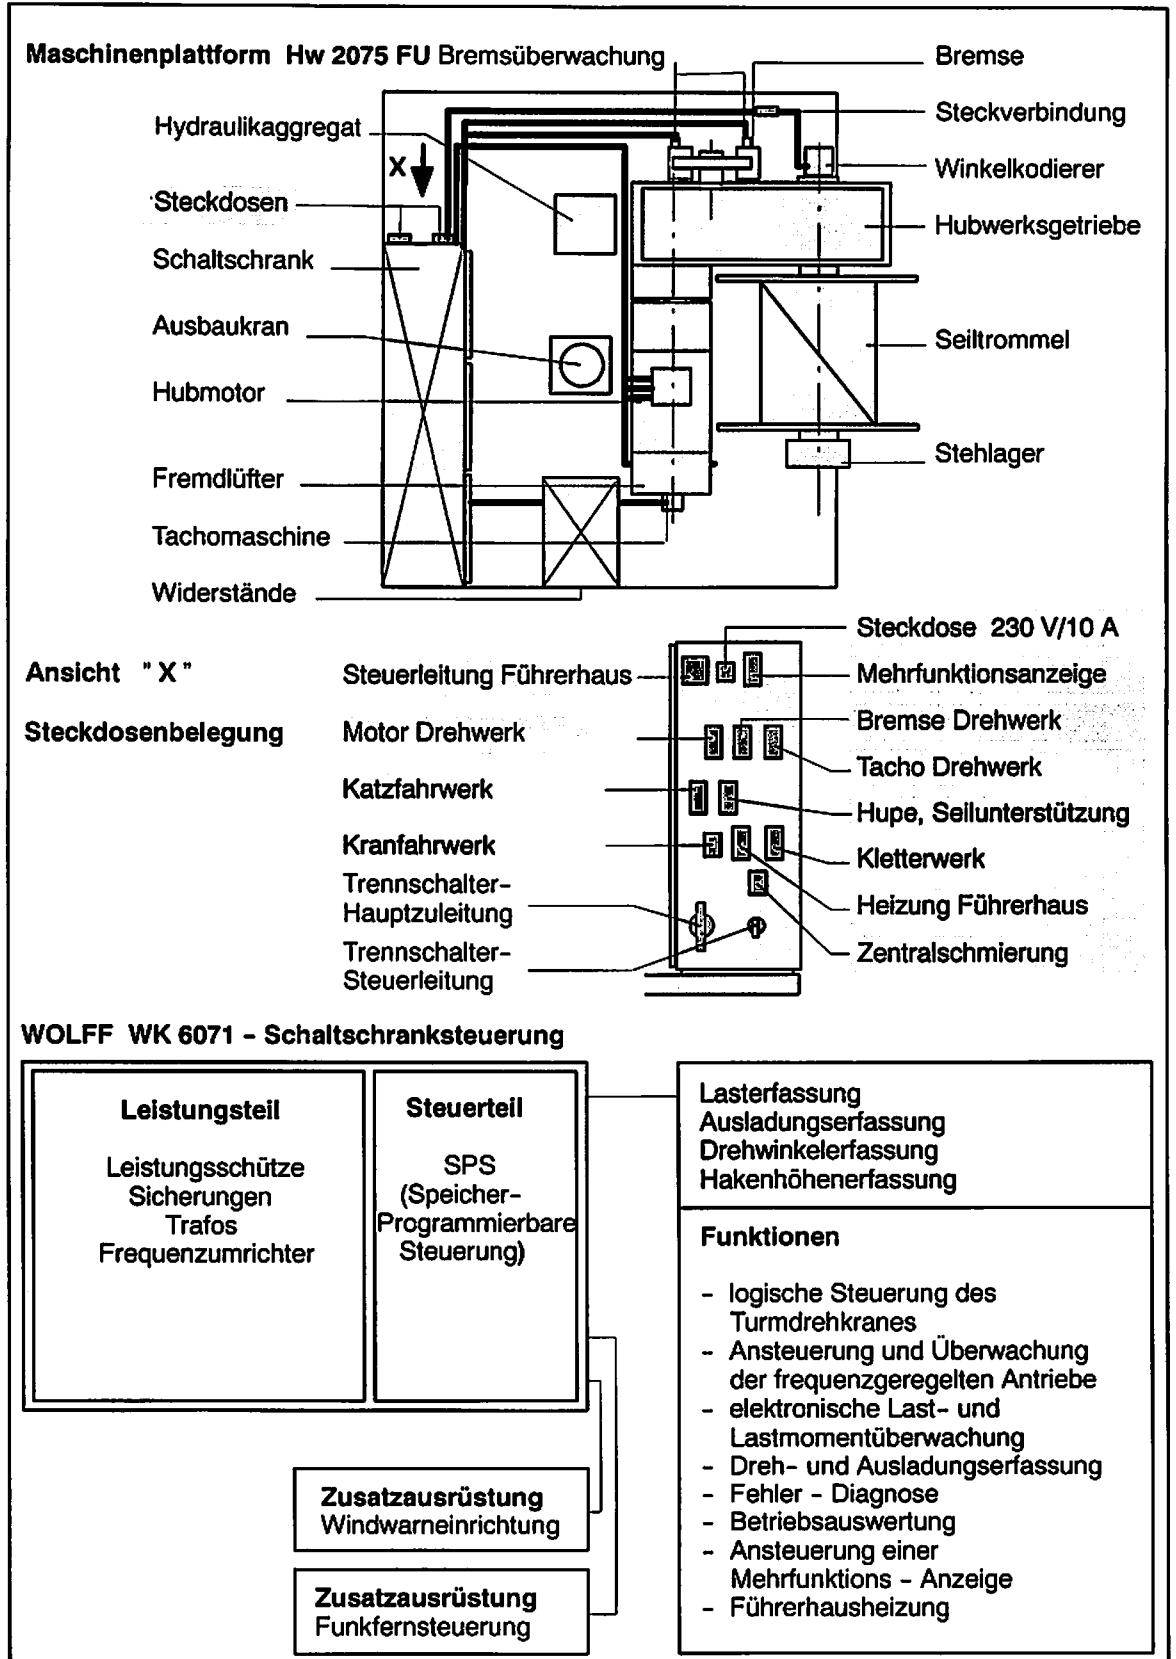 Maschinenplattform Hw 2075 FU Bremsüberwachung
Bremse
Steckverbindung
Hydraulikaggregat
X
Winkelkodierer
Steckdosen
Hubwerksgetriebe
Schaltschrank
Ausbaukran
Seiltrommel
Hubmotor
Stehlager
Fremdlüfter
Tachomaschine
Widerstände
Steckdose 230 V/10 A
Ansicht " X "
Steuerleitung Führerhaus
Mehrfunktionsanzeige
Steckdosenbelegung
Motor Drehwerk
Bremse Drehwerk
Tacho Drehwerk
Katzfahrwerk
Hupe, Seilunterstützung
Kranfahrwerk
Kletterwerk
Trennschalter-
Hauptzuleitung
Heizung Führerhaus
Trennschalter-
Steuerleitung
Zentralschmierung
WOLFF WK 6071 - Schaltschranksteuerung
Leistungsteil
Leistungsschütze
Sicherungen
Trafos
Frequenzumrichter
Steuerteil
SPS
(Speicher-
Programmierbare
Steuerung)
Lasterfassung
Ausladungserfassung
Drehwinkelerfassung
Hakenhöhenerfassung
Funktionen
- logische Steuerung des
Turmdrehkranes
- Ansteuerung und Überwachung
der frequenzgeregelten Antriebe
- elektronische Last- und
Lastmomentüberwachung
- Dreh- und Ausladungserfassung
- Fehler - Diagnose
- Betriebsauswertung
- Ansteuerung einer
Mehrfunktions - Anzeige
- Führerhausheizung
Zusatzausrüstung
Windwarneinrichtung
Zusatzausrüstung
Funkfernsteuerung